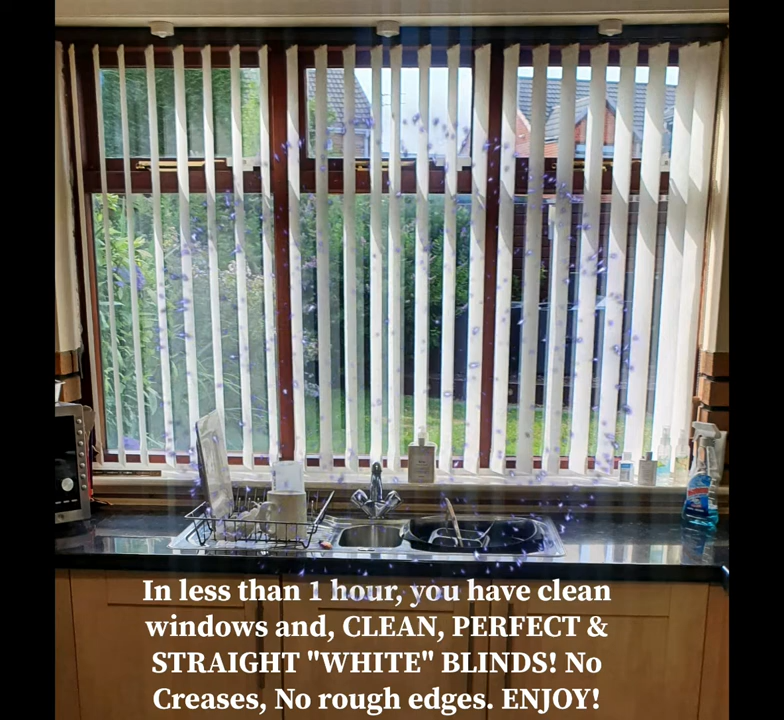 In less than 1 hour, you have clean
windows and, CLEAN, PERFECT &
STRAIGHT "WHITE" BLINDS! No
Creases, No rough edges. ENJOY!